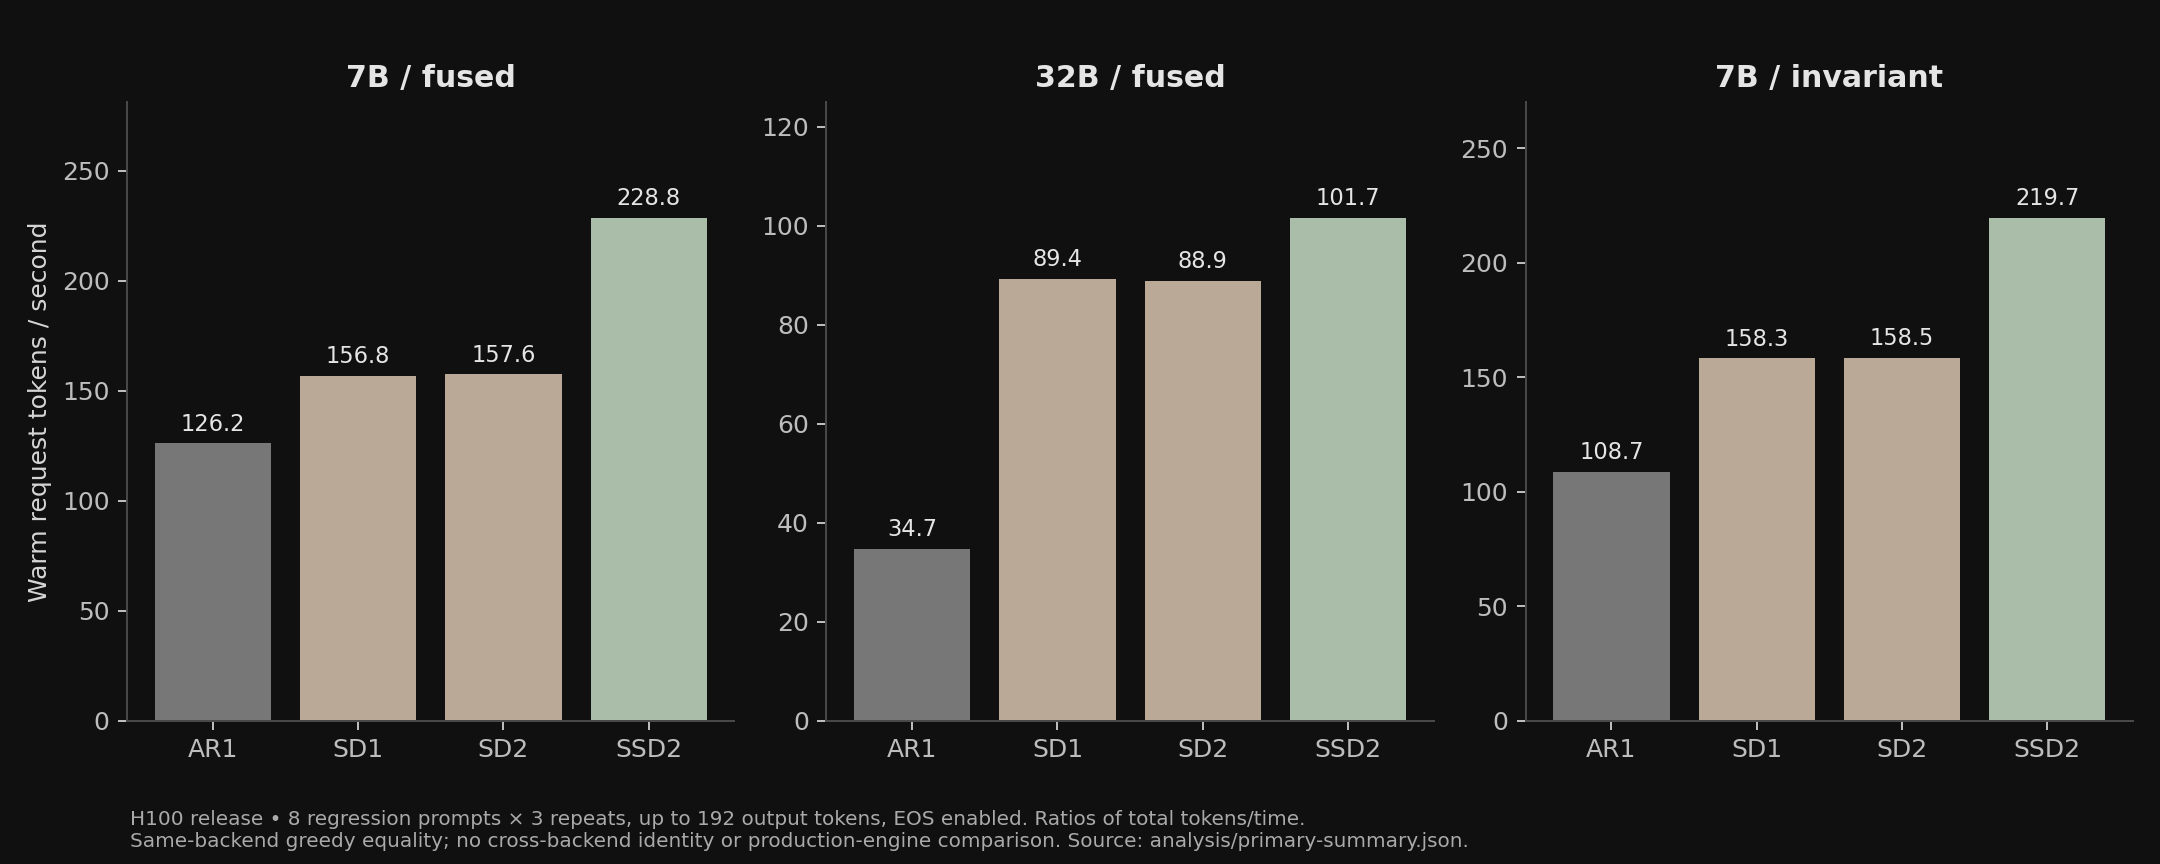 7B / fused
32B / fused
7B / invariant
Warm request tokens / second
250
200
150
100
50
0
126.2
156.8
157.6
228.8
AR1
SD1
SD2
SSD2
120
100
80
60
40
20
0
34.7
89.4
88.9
101.7
AR1
SD1
SD2
SSD2
250
200
150
100
50
0
108.7
158.3
158.5
219.7
AR1
SD1
SD2
SSD2
H100 release • 8 regression prompts × 3 repeats, up to 192 output tokens, EOS enabled. Ratios of total tokens/time.
Same-backend greedy equality; no cross-backend identity or production-engine comparison. Source: analysis/primary-summary.json.